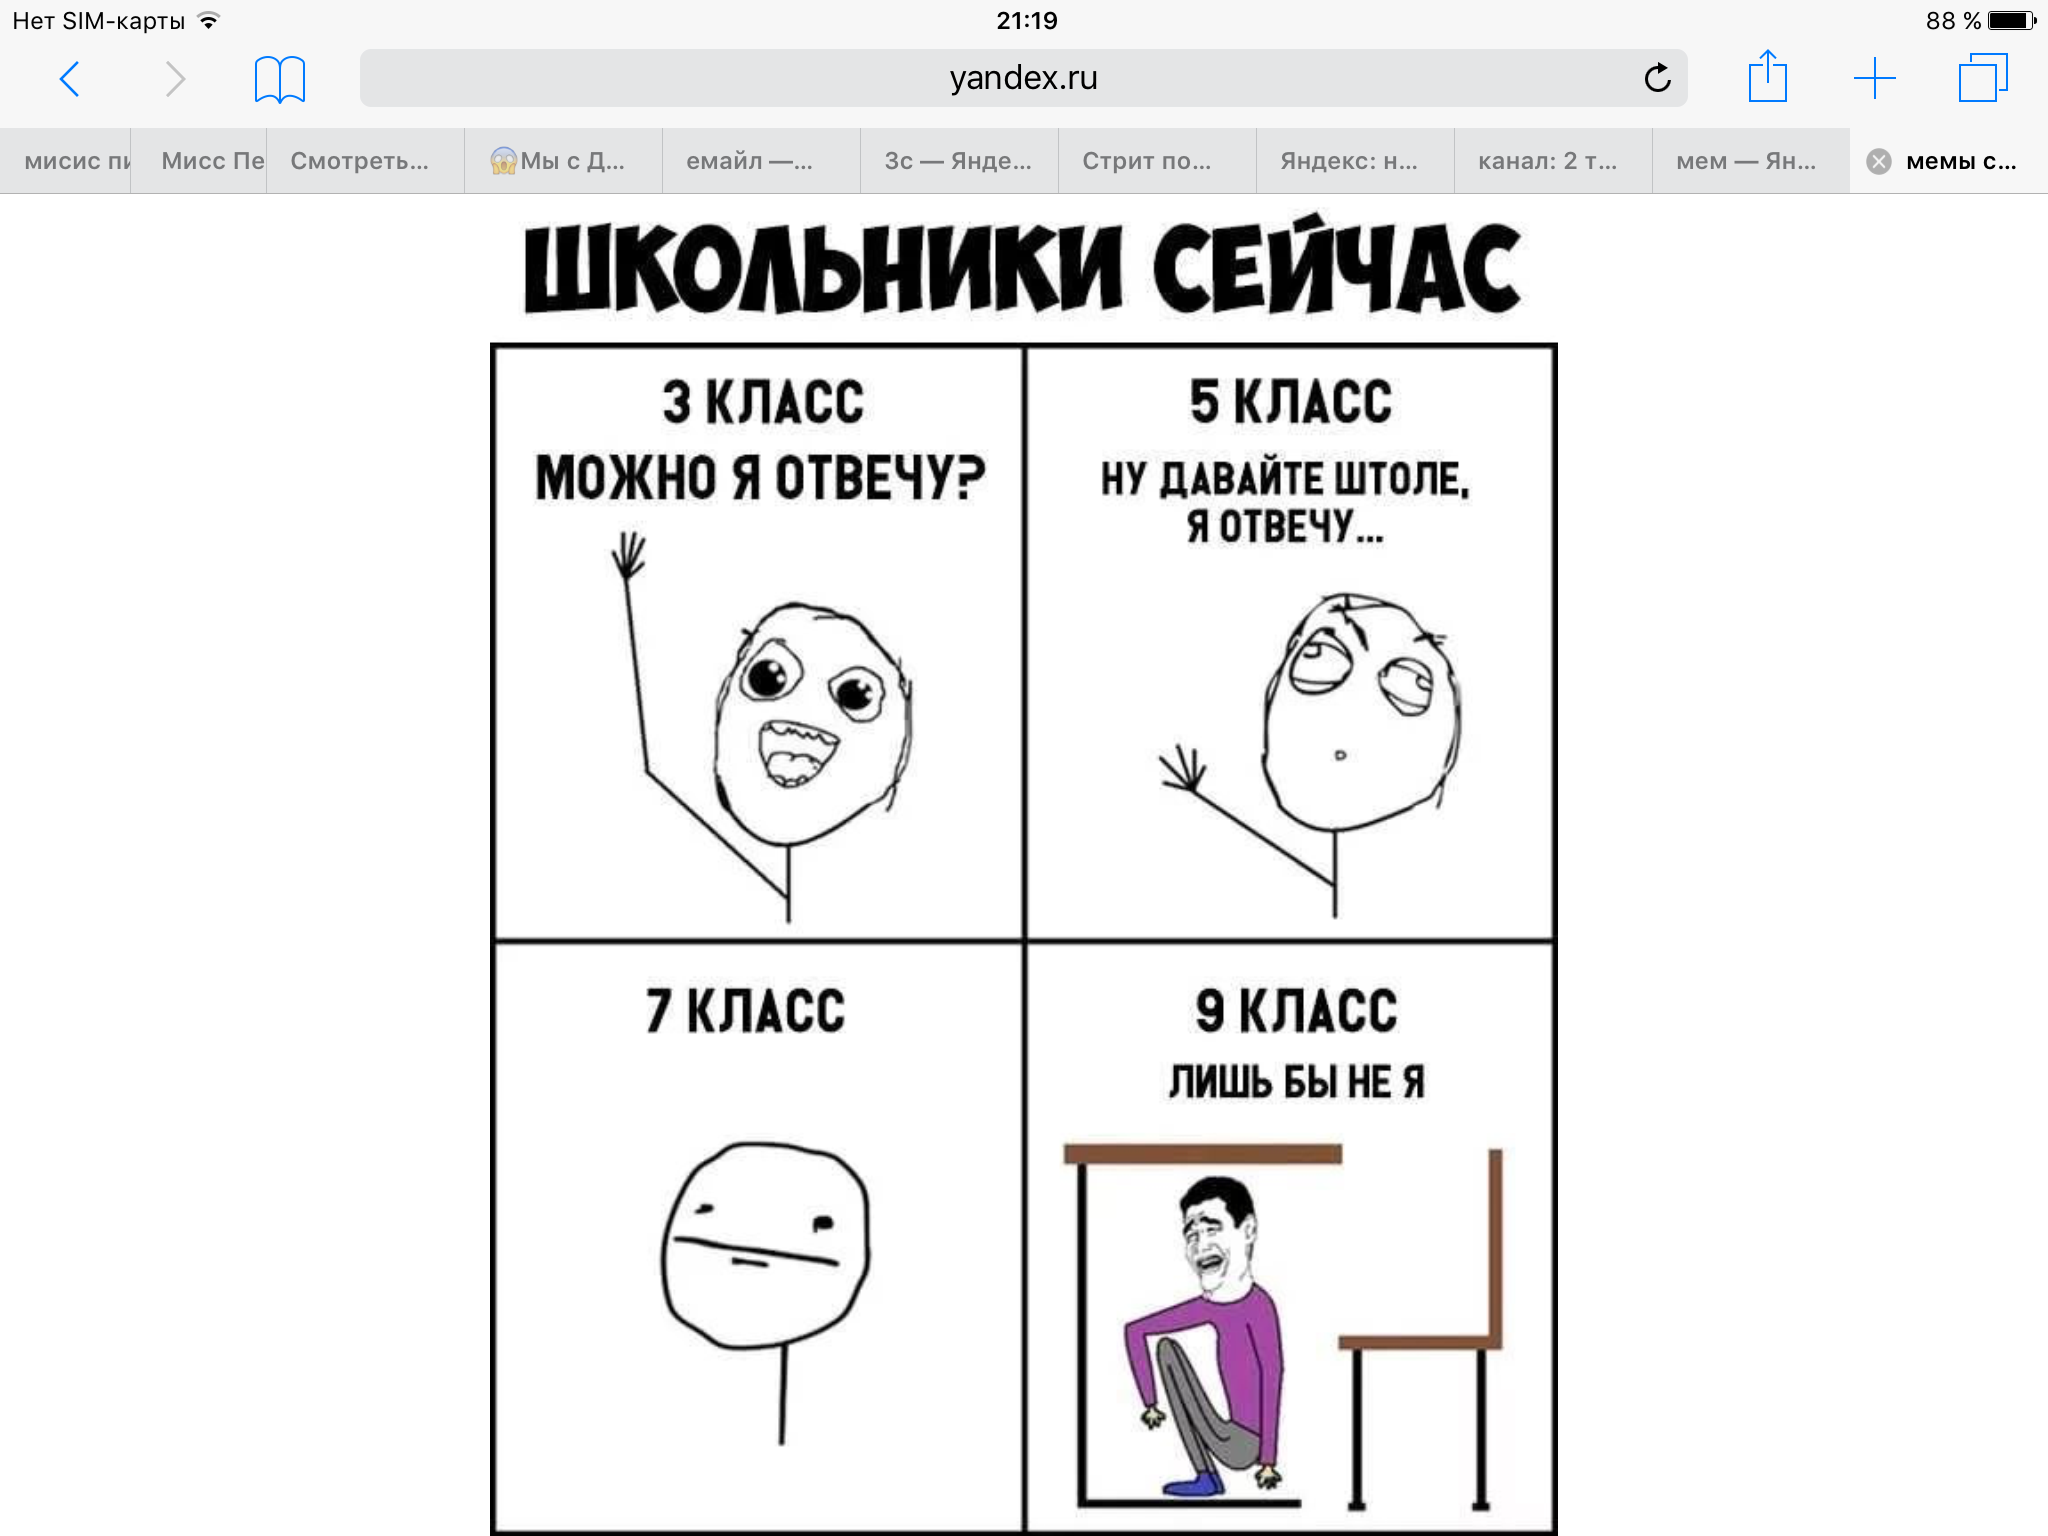 Нет SIM-карты
21:19
88 %
yandex.ru
мисис пи
Мисс Пе
Смотреть...
Мы с Д...
емайл —...
3с — Янде...
Стрит по...
Яндекс: н...
канал: 2 т...
мем — Ян...
мемы с...
ШКОЛЬНИКИ СЕЙЧАС
3 КЛАСС
МОЖНО Я ОТВЕЧУ?
5 КЛАСС
НУ ДАВАЙТЕ ШТОЛЕ,
Я ОТВЕЧУ...
7 КЛАСС
9 КЛАСС
ЛИШЬ БЫ НЕ Я